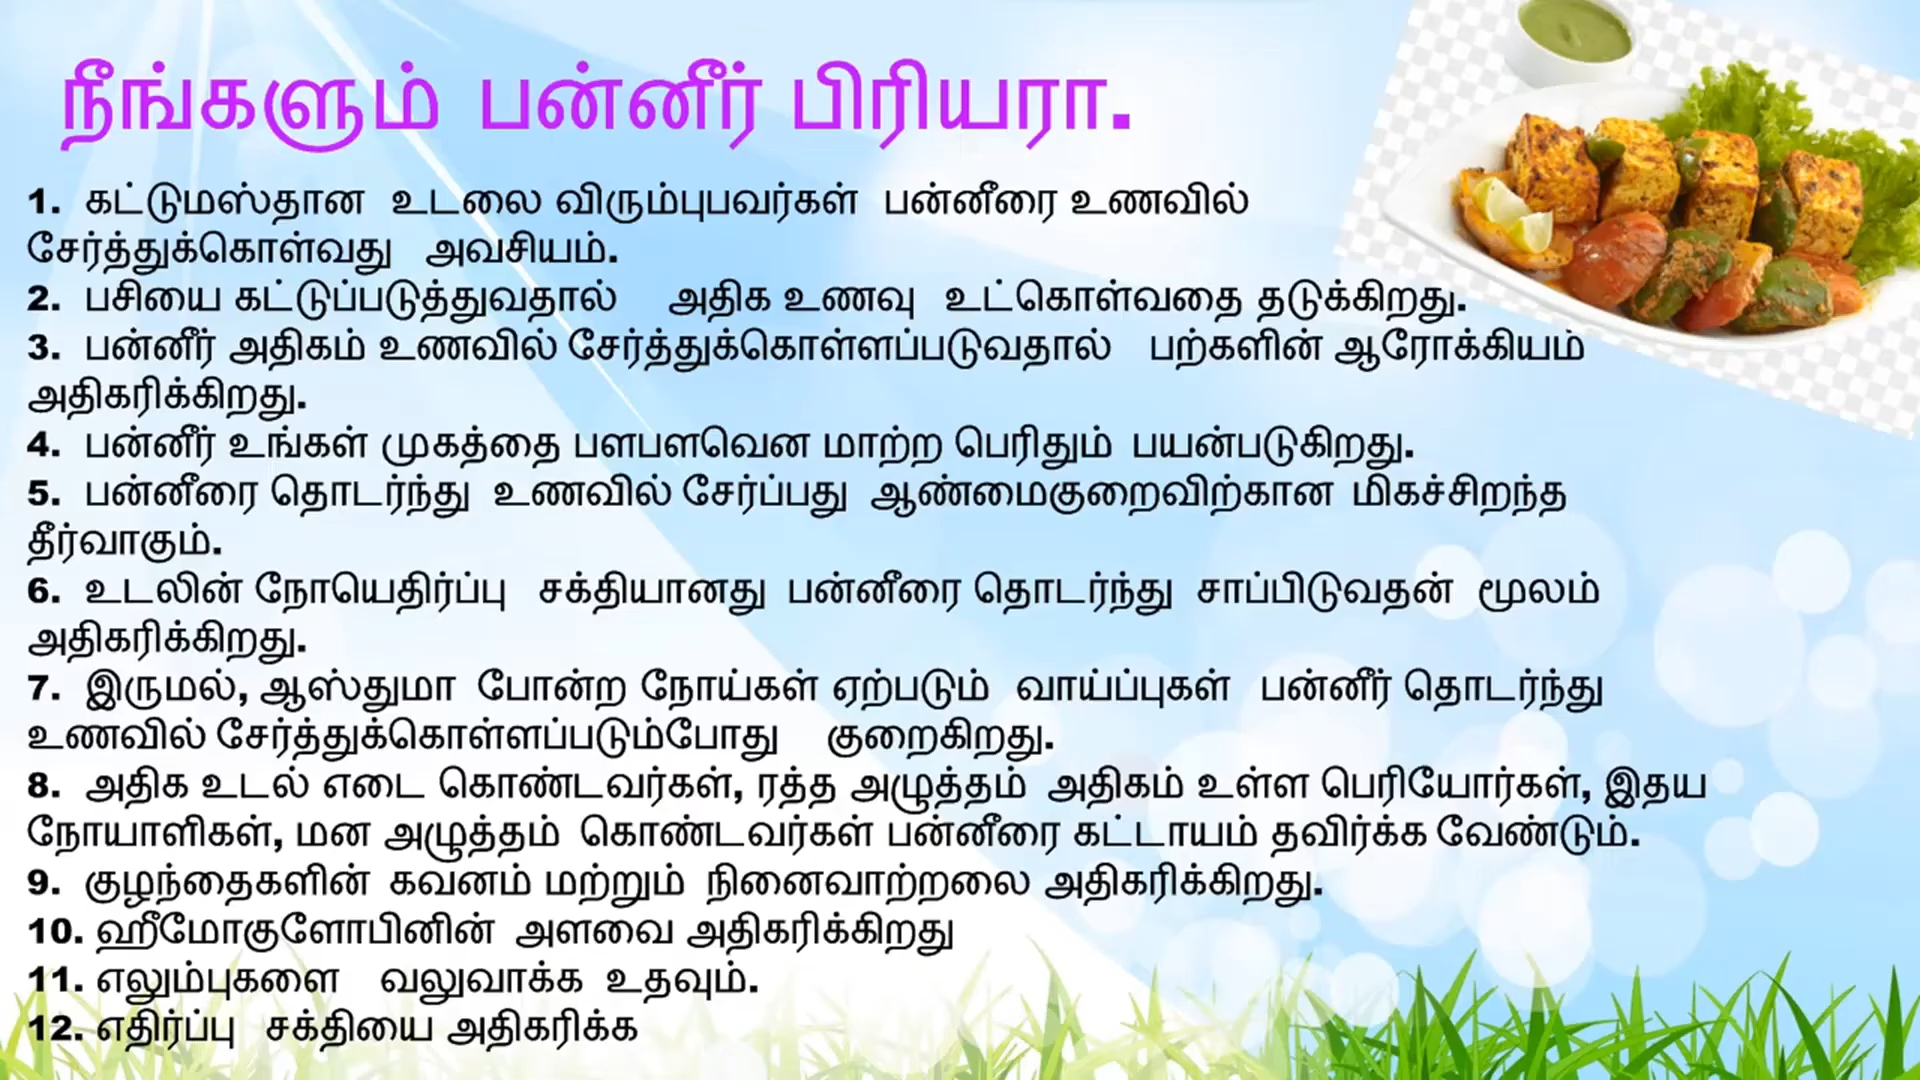 நீங்களும் பன்னீர் பிரியரா.
1. கட்டுமஸ்தான உடலை விரும்புபவர்கள் பன்னீரை உணவில்
சேர்த்துக்கொள்வது அவசியம்.
2. பசியை கட்டுப்படுத்துவதால் அதிக உணவு உட்கொள்வதை தடுக்கிறது.
3. பன்னீர் அதிகம் உணவில் சேர்த்துக்கொள்ளப்படுவதால் பற்களின் ஆரோக்கியம்
அதிகரிக்கிறது.
4. பன்னீர் உங்கள் முகத்தை பளபளவென மாற்ற பெரிதும் பயன்படுகிறது.
5. பன்னீரை தொடர்ந்து உணவில் சேர்ப்பது ஆண்மைகுறைவிற்கான மிகச்சிறந்த
தீர்வாகும்.
6. உடலின் நோயெதிர்ப்பு சக்தியானது பன்னீரை தொடர்ந்து சாப்பிடுவதன் மூலம்
அதிகரிக்கிறது.
7. இருமல், ஆஸ்துமா போன்ற நோய்கள் ஏற்படும் வாய்ப்புகள் பன்னீர் தொடர்ந்து
உணவில் சேர்த்துக்கொள்ளப்படும்போது குறைகிறது.
8. அதிக உடல் எடை கொண்டவர்கள், ரத்த அழுத்தம் அதிகம் உள்ள பெரியோர்கள், இதய
நோயாளிகள், மன அழுத்தம் கொண்டவர்கள் பன்னீரை கட்டாயம் தவிர்க்க வேண்டும்.
9. குழந்தைகளின் கவனம் மற்றும் நினைவாற்றலை அதிகரிக்கிறது.
10. ஹீமோகுளோபினின் அளவை அதிகரிக்கிறது
11. எலும்புகளை வலுவாக்க உதவும்.
12. எதிர்ப்பு சக்தியை அதிகரிக்க